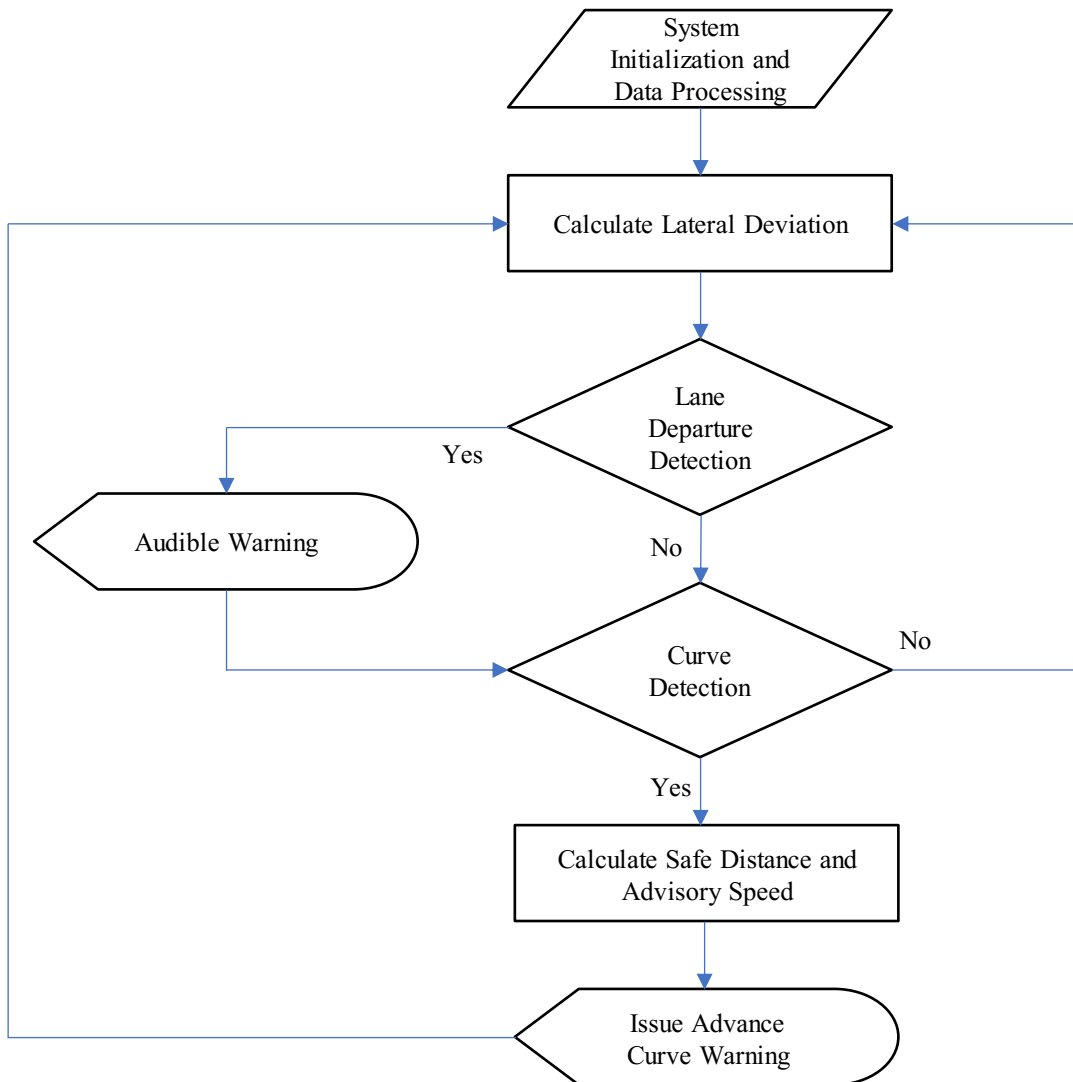 System
Initialization and
Data Processing
Calculate Lateral Deviation
Lane
Departure
Detection
Yes
Audible Warning
No
Curve
Detection
No
Yes
Calculate Safe Distance and
Advisory Speed
Issue Advance
Curve Warning